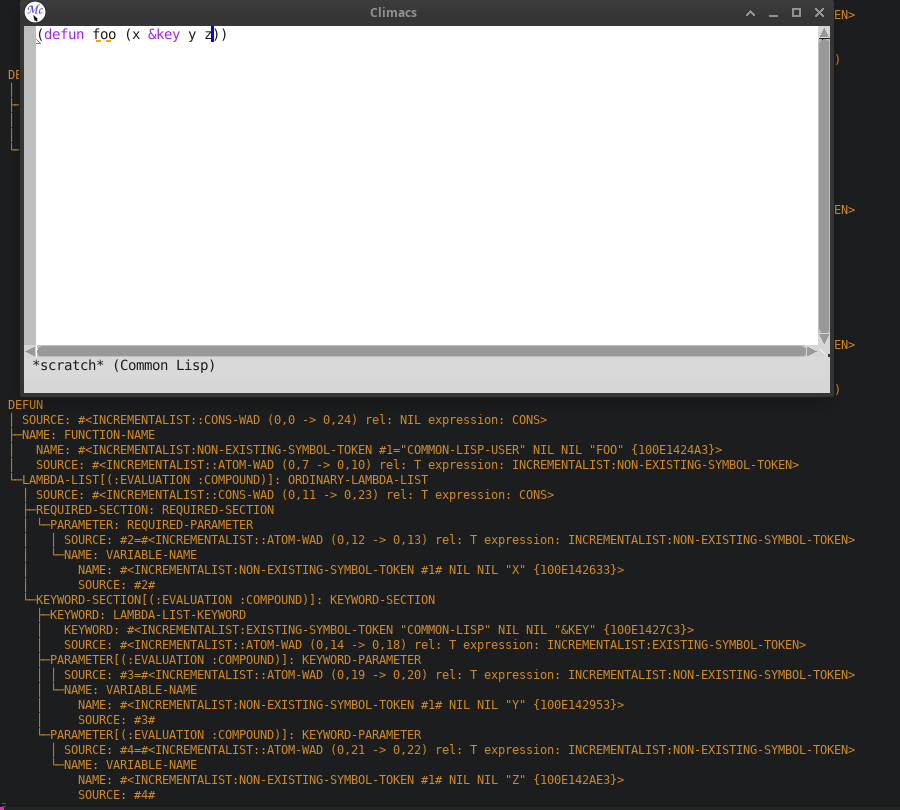 Mc
Climacs
(defun foo (x &key y z))
*scratch* (Common Lisp)
EN>
)
DE
EN>
EN>
)
DEFUN
│ SOURCE: #<INCREMENTALIST::CONS-WAD (0,0 -> 0,24) rel: NIL expression: CONS>
├─NAME: FUNCTION-NAME
│   NAME: #<INCREMENTALIST:NON-EXISTING-SYMBOL-TOKEN #1="COMMON-LISP-USER" NIL NIL "FOO" {100E1424A3}>
│   SOURCE: #<INCREMENTALIST::ATOM-WAD (0,7 -> 0,10) rel: T expression: INCREMENTALIST:NON-EXISTING-SYMBOL-TOKEN>
└─LAMBDA-LIST[(:EVALUATION :COMPOUND)]: ORDINARY-LAMBDA-LIST
  │ SOURCE: #<INCREMENTALIST::CONS-WAD (0,11 -> 0,23) rel: T expression: CONS>
  ├─REQUIRED-SECTION: REQUIRED-SECTION
  │ └─PARAMETER: REQUIRED-PARAMETER
  │   │ SOURCE: #2=#<INCREMENTALIST::ATOM-WAD (0,12 -> 0,13) rel: T expression: INCREMENTALIST:NON-EXISTING-SYMBOL-TOKEN>
  │   └─NAME: VARIABLE-NAME
  │       NAME: #<INCREMENTALIST:NON-EXISTING-SYMBOL-TOKEN #1# NIL NIL "X" {100E142633}>
  │       SOURCE: #2#
  └─KEYWORD-SECTION[(:EVALUATION :COMPOUND)]: KEYWORD-SECTION
    ├─KEYWORD: LAMBDA-LIST-KEYWORD
    │   KEYWORD: #<INCREMENTALIST:EXISTING-SYMBOL-TOKEN "COMMON-LISP" NIL NIL "&KEY" {100E1427C3}>
    │   SOURCE: #<INCREMENTALIST::ATOM-WAD (0,14 -> 0,18) rel: T expression: INCREMENTALIST:EXISTING-SYMBOL-TOKEN>
    ├─PARAMETER[(:EVALUATION :COMPOUND)]: KEYWORD-PARAMETER
    │ │ SOURCE: #3=#<INCREMENTALIST::ATOM-WAD (0,19 -> 0,20) rel: T expression: INCREMENTALIST:NON-EXISTING-SYMBOL-TOKEN>
    │ └─NAME: VARIABLE-NAME
    │     NAME: #<INCREMENTALIST:NON-EXISTING-SYMBOL-TOKEN #1# NIL NIL "Y" {100E142953}>
    │     SOURCE: #3#
    └─PARAMETER[(:EVALUATION :COMPOUND)]: KEYWORD-PARAMETER
      │ SOURCE: #4=#<INCREMENTALIST::ATOM-WAD (0,21 -> 0,22) rel: T expression: INCREMENTALIST:NON-EXISTING-SYMBOL-TOKEN>
      └─NAME: VARIABLE-NAME
          NAME: #<INCREMENTALIST:NON-EXISTING-SYMBOL-TOKEN #1# NIL NIL "Z" {100E142AE3}>
          SOURCE: #4#